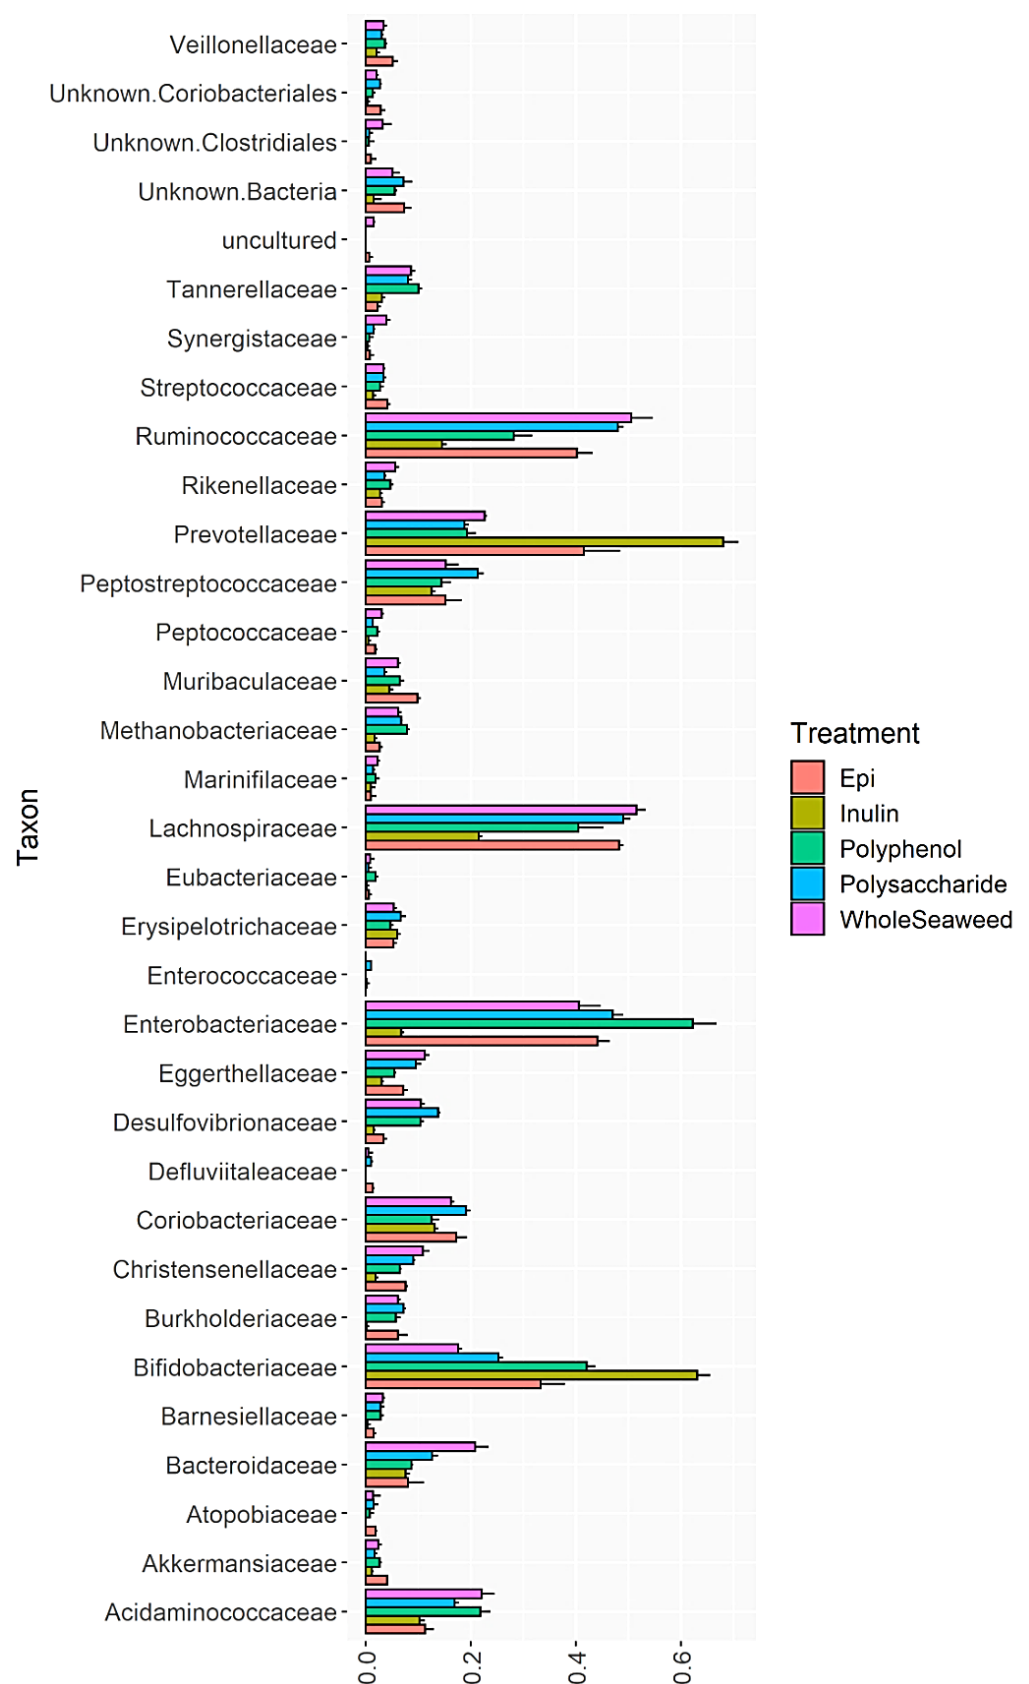 Veillonellaceae
Unknown.Coriobacteriales
Unknown.Clostridiales
Unknown.Bacteria
uncultured
Tannerellaceae
Synergistaceae
Streptococcaceae
Ruminococcaceae
Rikenellaceae
Prevotellaceae
Peptostreptococcaceae
Peptococcaceae
Muribaculaceae
Methanobacteriaceae
Marinifilaceae
Lachnospiraceae
Eubacteriaceae
Erysipelotrichaceae
Enterococcaceae
Enterobacteriaceae
Eggerthellaceae
Desulfovibrionaceae
Defluviitaleaceae
Coriobacteriaceae
Christensenellaceae
Burkholderiaceae
Bifidobacteriaceae
Barnesiellaceae
Bacteroidaceae
Atopobiaceae
Akkermansiaceae
Acidaminococcaceae
Taxon
0.0
0.2
0.4
0.6
Treatment
Epi
Inulin
Polyphenol
Polysaccharide
WholeSeaweed